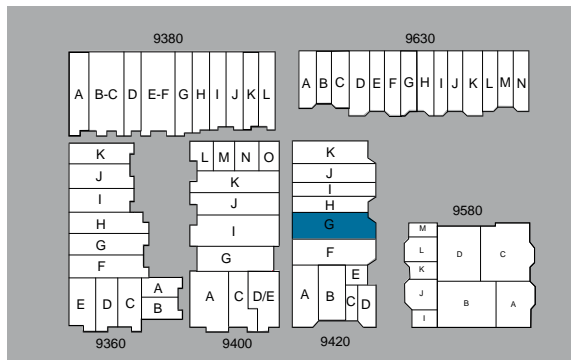 9380
A B-C D E-F G H I J K L
9630
A B C D E F G H I J K L M N
K
J
I
H
G
F
E D C
A
B
9360
L M N O
K
J
I
G
A C D/E
9400
K
J
I
H
G
F
E
A B C D
9420
9580
M
L
K
J
I
D C
B A